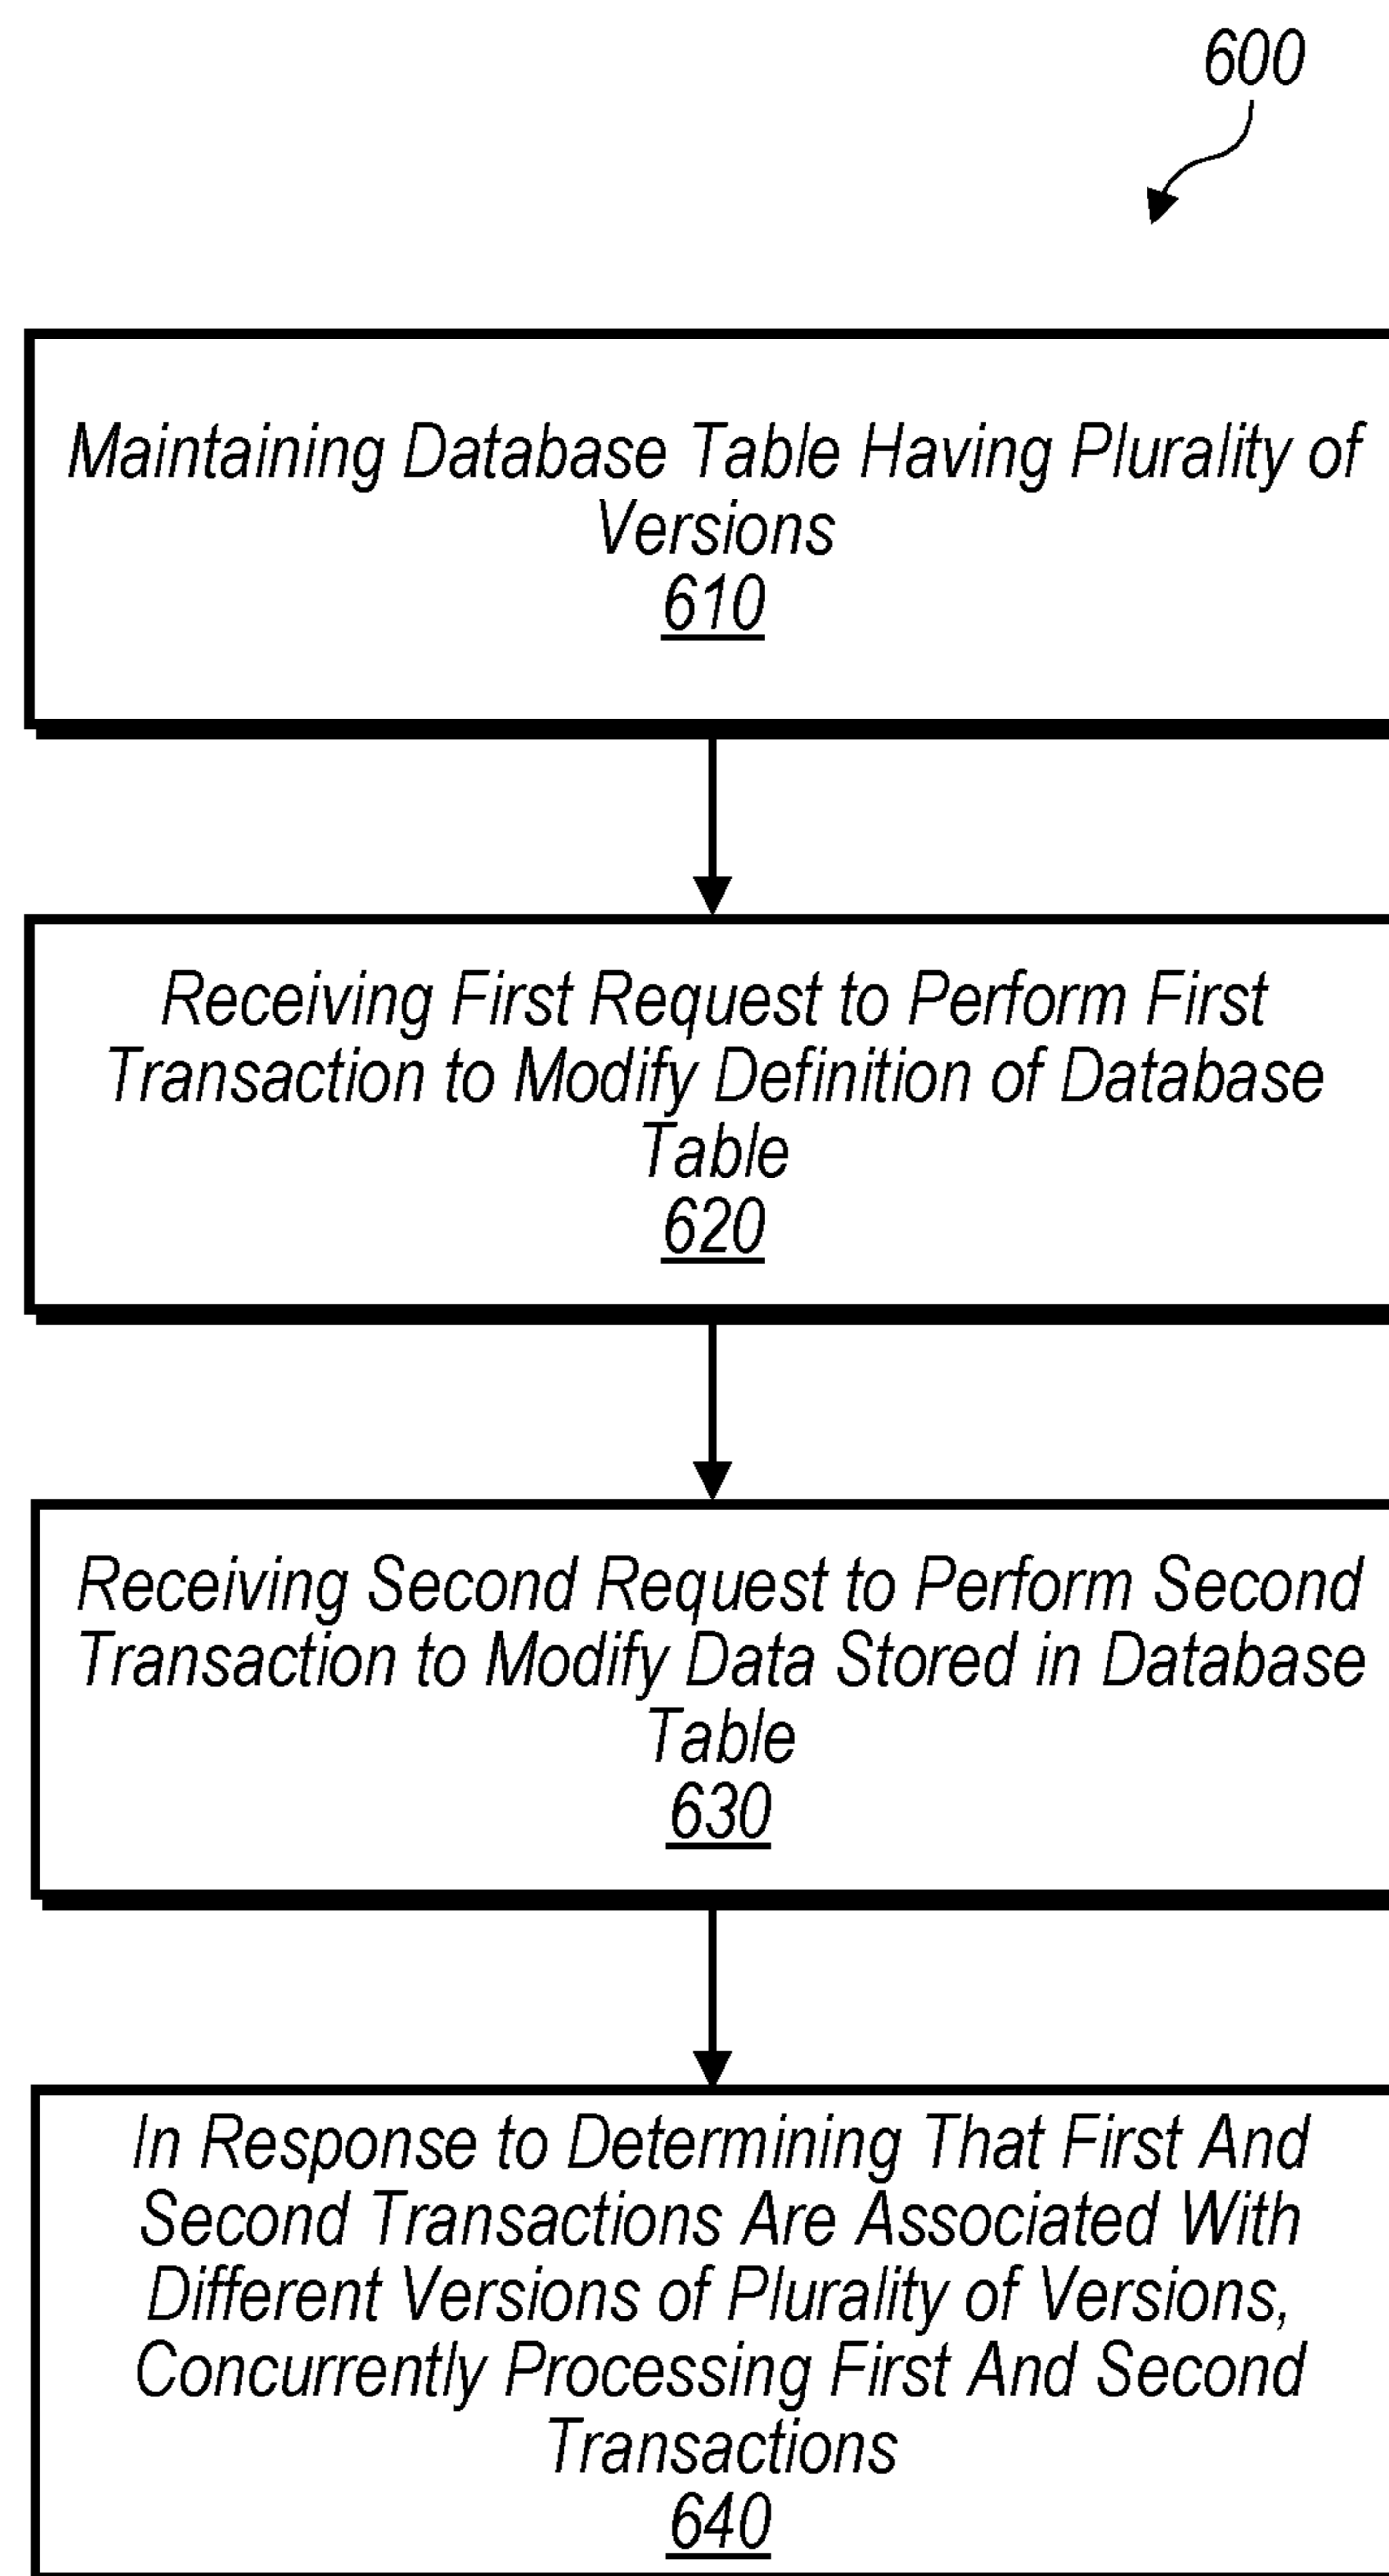 600
Maintaining Database Table Having Plurality of
Versions
610
Receiving First Request to Perform First
Transaction to Modify Definition of Database
Table
620
Receiving Second Request to Perform Second
Transaction to Modify Data Stored in Database
Table
630
In Response to Determining That First And
Second Transactions Are Associated With
Different Versions of Plurality of Versions,
Concurrently Processing First And Second
Transactions
640